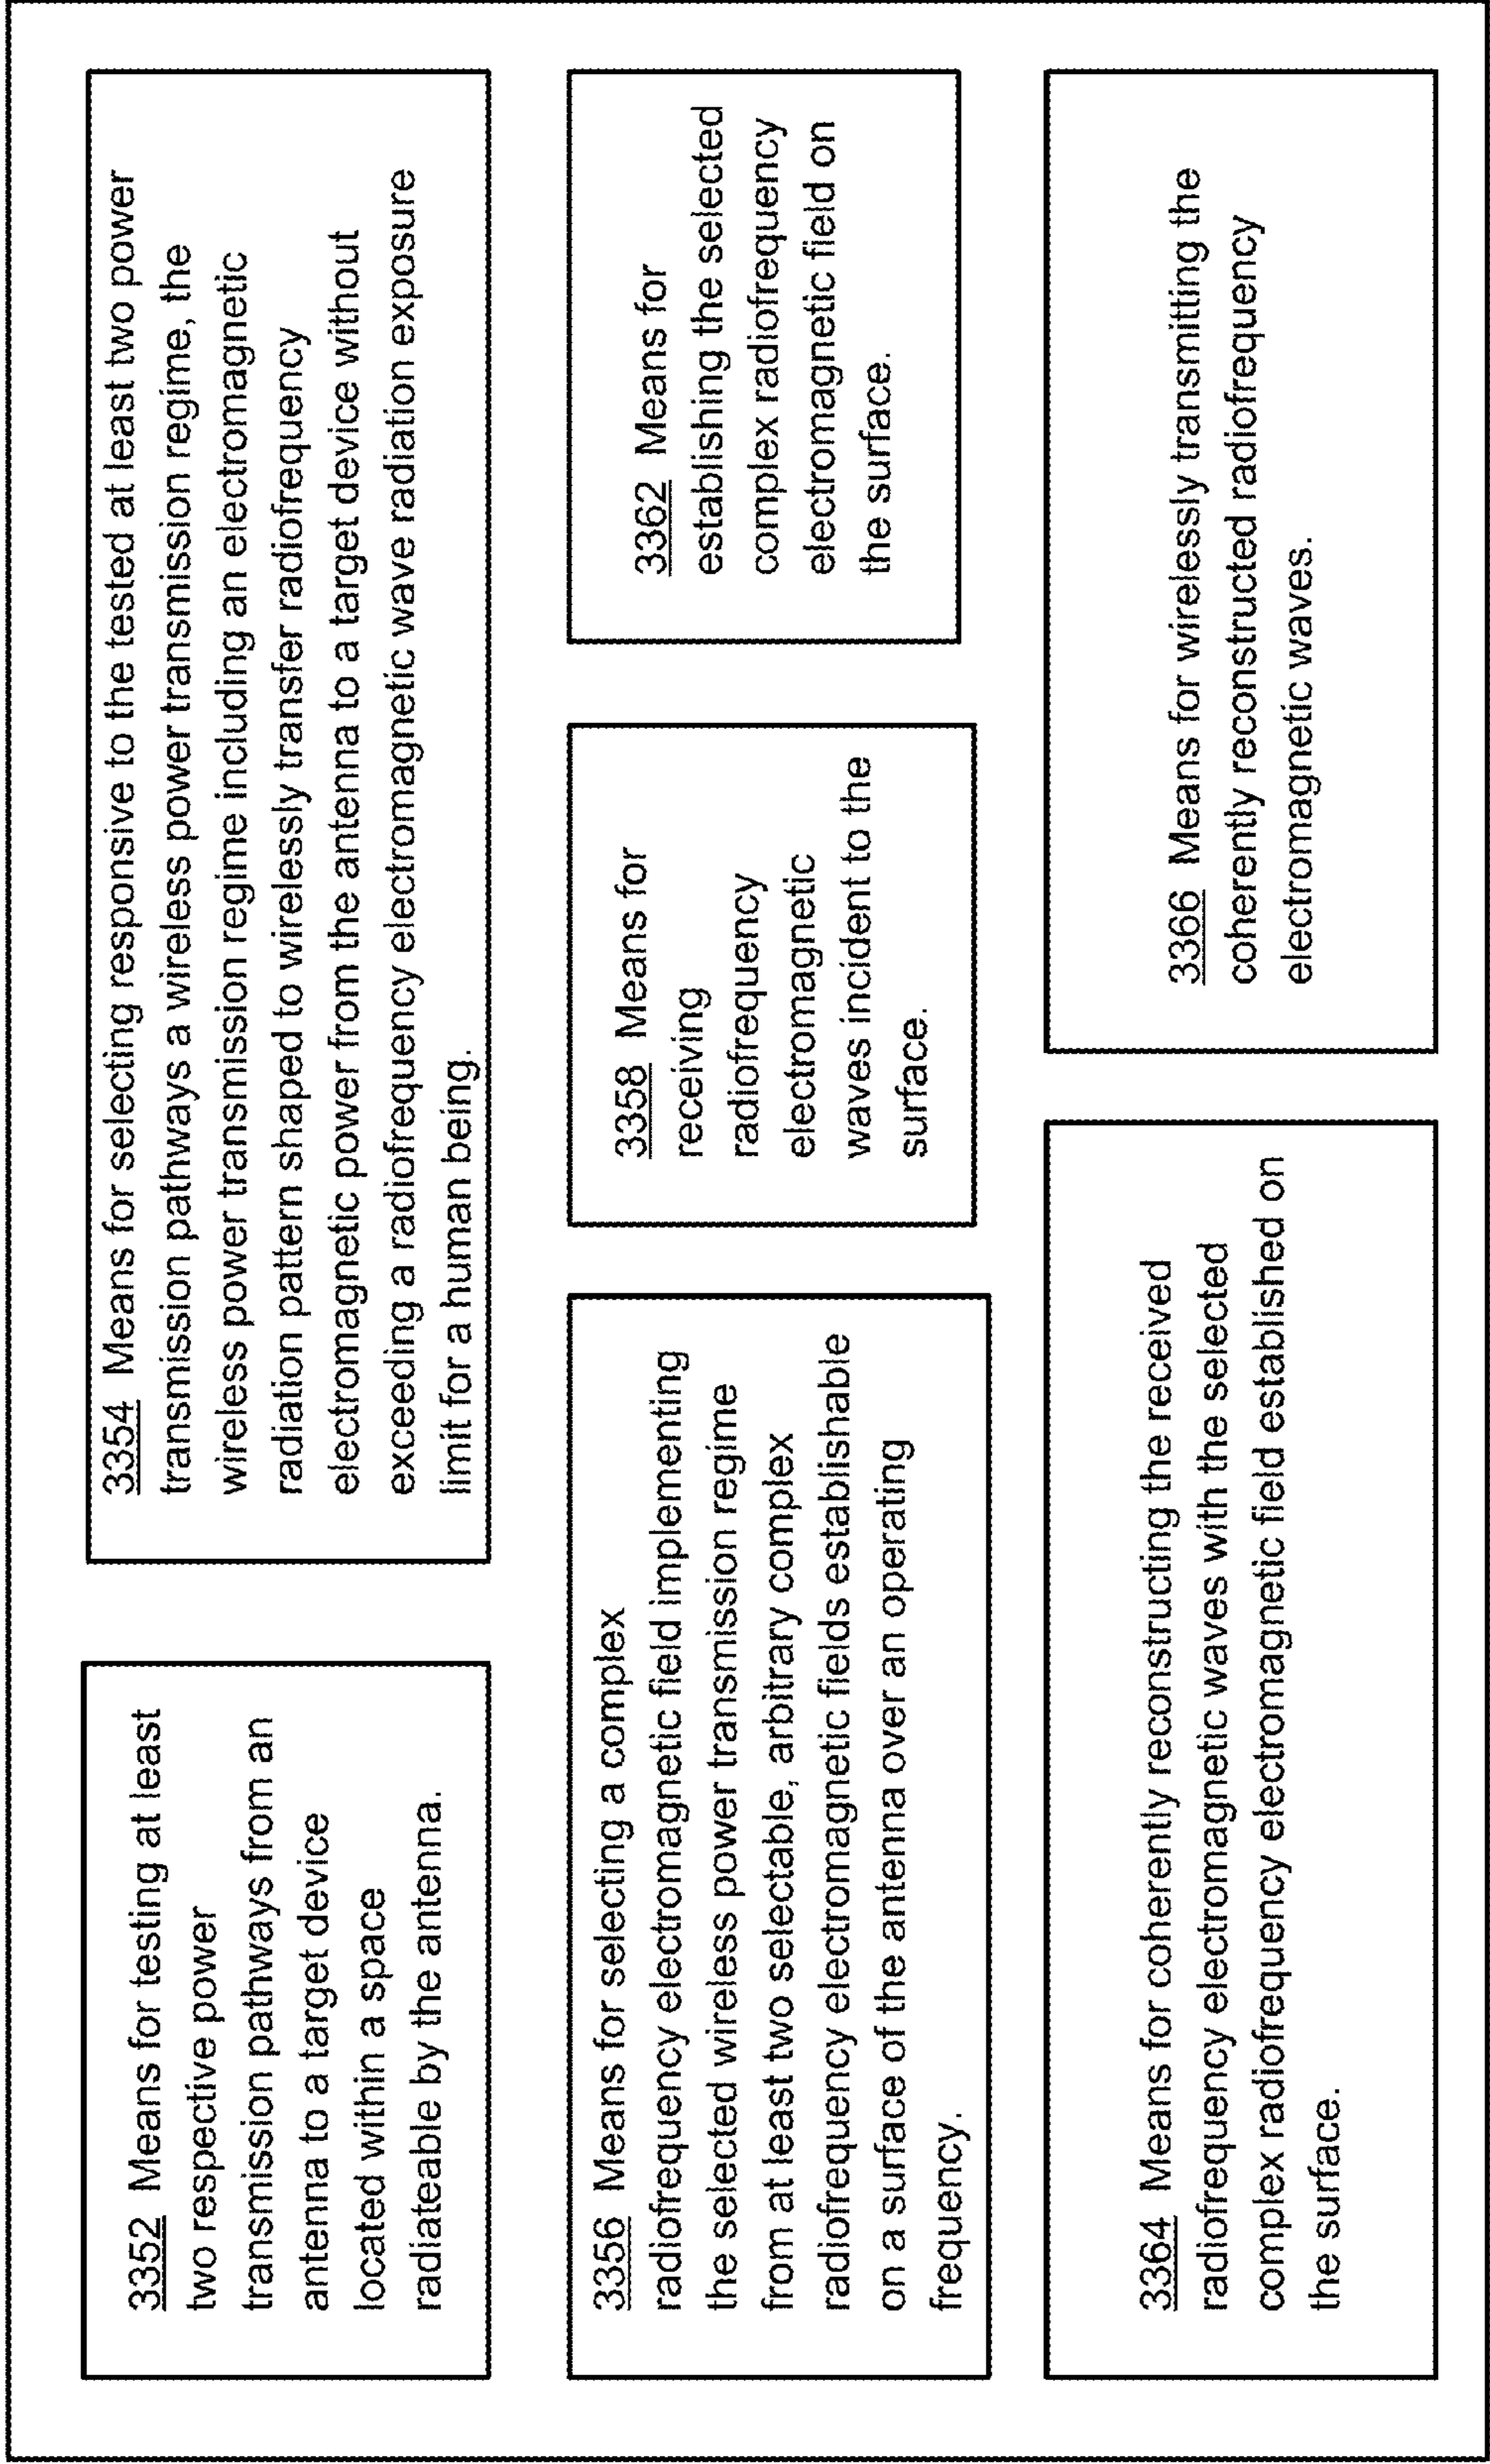 3352 Means for testing at least
two respective power
transmission pathways from an
antenna to a target device
located within a space
radiateable by the antenna.
3354 Means for selecting responsive to the tested at least two power
transmission pathways a wireless power transmission regime, the
wireless power transmission regime including an electromagnetic
radiation pattern shaped to wirelessly transfer radiofrequency
electromagnetic power from the antenna to a target device without
exceeding a radiofrequency electromagnetic wave radiation exposure
limit for a human being.
3356 Means for selecting a complex
radiofrequency electromagnetic field implementing
the selected wireless power transmission regime
from at least two selectable, arbitrary complex
radiofrequency electromagnetic fields establishable
on a surface of the antenna over an operating
frequency.
3358 Means for
receiving
radiofrequency
electromagnetic
waves incident to the
surface.
3362 Means for
establishing the selected
complex radiofrequency
electromagnetic field on
the surface.
3364 Means for coherently reconstructing the received
radiofrequency electromagnetic waves with the selected
complex radiofrequency electromagnetic field established on
the surface.
3366 Means for wirelessly transmitting the
coherently reconstructed radiofrequency
electromagnetic waves.